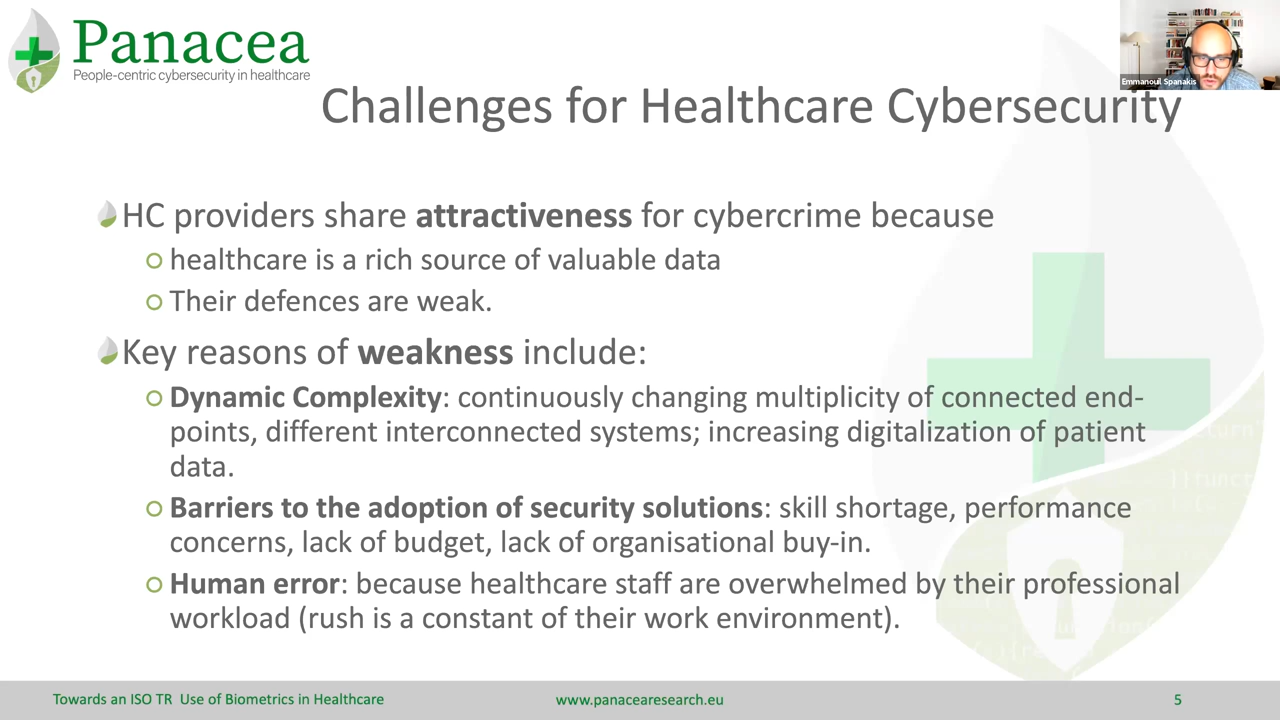 Panacea
People-centric cybersecurity in healthcare
Emmanouil Spanakis
Challenges for Healthcare Cybersecurity
HC providers share attractiveness for cybercrime because
healthcare is a rich source of valuable data
Their defences are weak.
Key reasons of weakness include:
Dynamic Complexity: continuously changing multiplicity of connected end-
points, different interconnected systems; increasing digitalization of patient
data.
Barriers to the adoption of security solutions: skill shortage, performance
concerns, lack of budget, lack of organisational buy-in.
Human error: because healthcare staff are overwhelmed by their professional
workload (rush is a constant of their work environment).
Towards an ISO TR Use of Biometrics in Healthcare
www.panacearesearch.eu
5